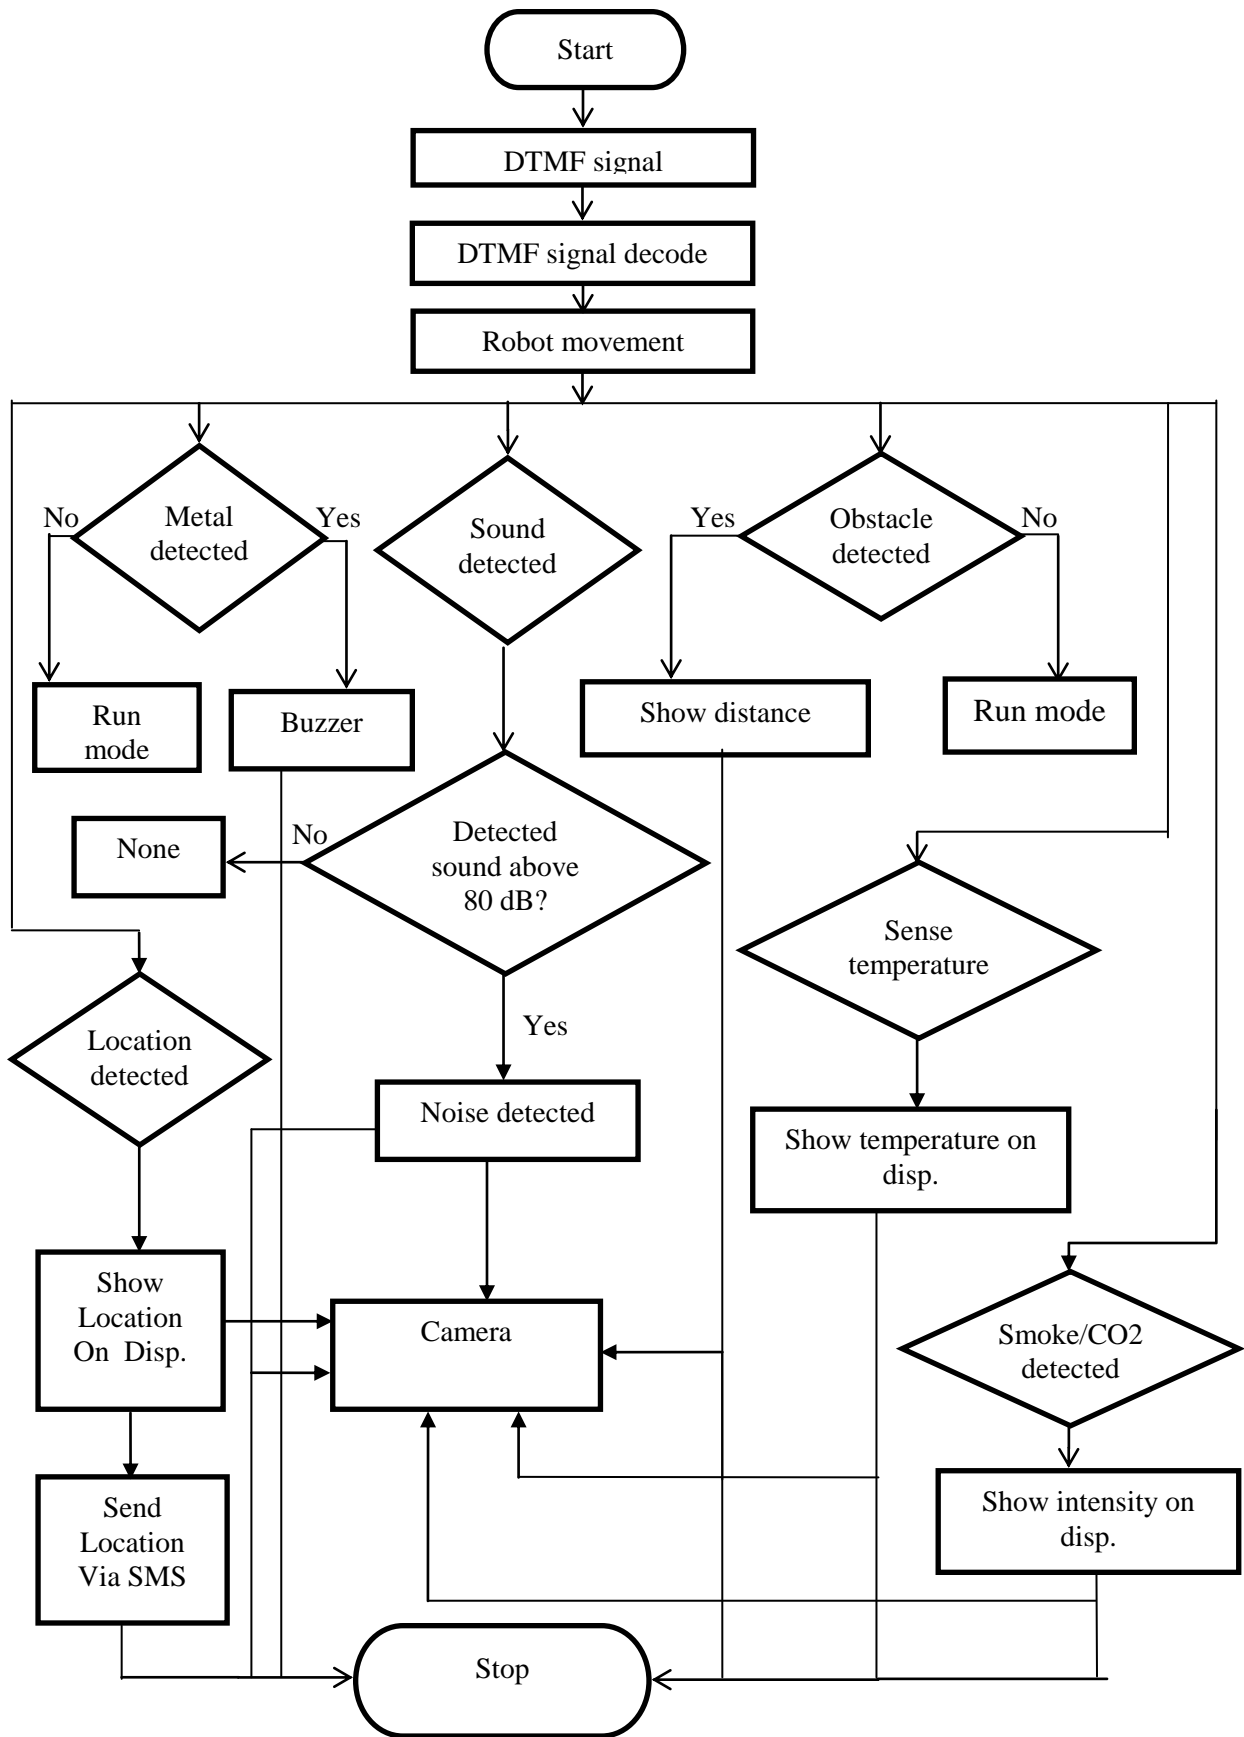 Start
DTMF signal
DTMF signal decode
Robot movement
No
Metal
detected
Yes
Sound
detected
Yes
Obstacle
detected
No
Run
mode
Buzzer
Show distance
Run mode
None
No
Detected
sound above
80 dB?
Sense
temperature
Location
detected
Yes
Noise detected
Show temperature on
disp.
Show
Location
On Disp.
Camera
Smoke/CO2
detected
Send
Location
Via SMS
Show intensity on
disp.
Stop